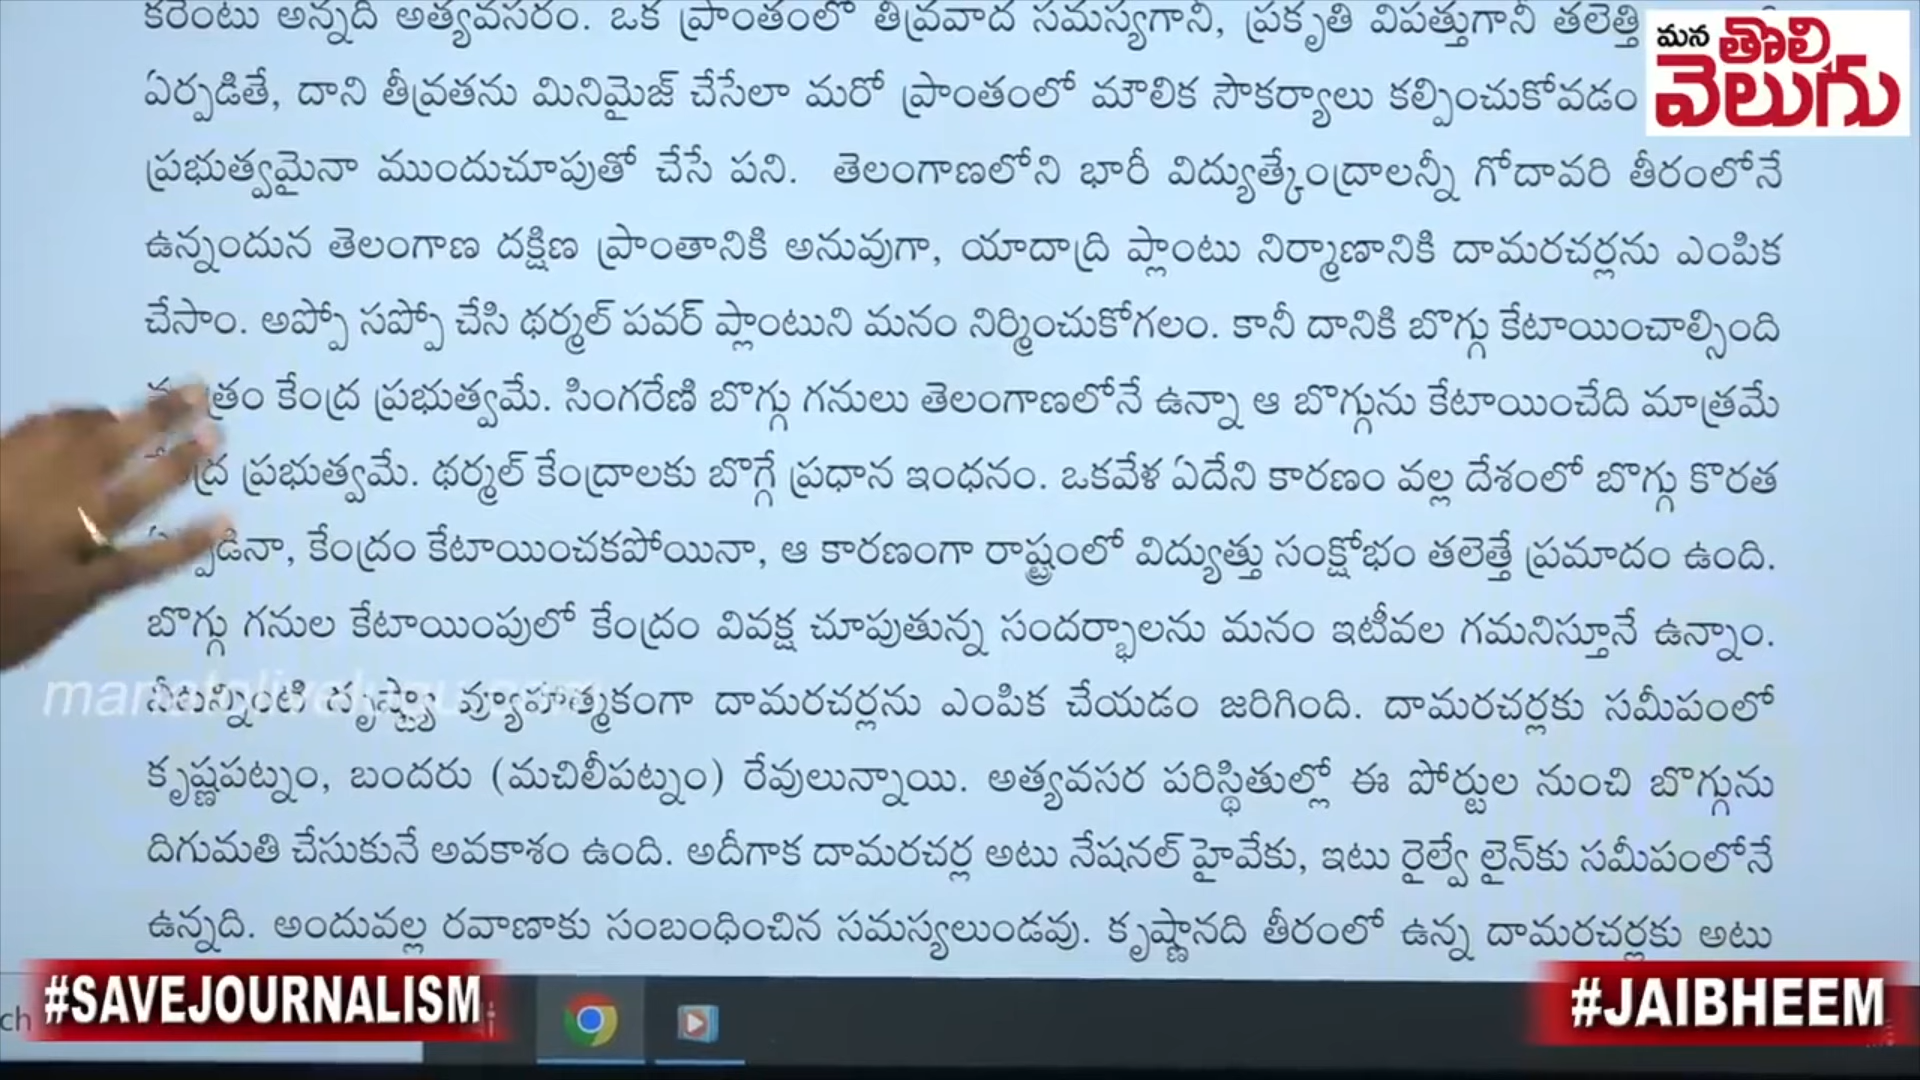 కరెంటు అన్నది అత్యవసరం. ఒక ప్రాంతంలో తీవ్రవాద సమస్యగానీ, ప్రకృతి విపత్తుగానీ తలెత్తి
ఏర్పడితే, దాని తీవ్రతను మినిమైజ్ చేసేలా మరో ప్రాంతంలో మౌలిక సౌకర్యాలు కల్పించుకోవడం
ప్రభుత్వమైనా ముందుచూపుతో చేసే పని. తెలంగాణలోని భారీ విద్యుత్కేంద్రాలన్నీ గోదావరి తీరంలోనే
ఉన్నందున తెలంగాణ దక్షిణ ప్రాంతానికి అనువుగా, యాదాద్రి ప్లాంటు నిర్మాణానికి దామరచర్లను ఎంపిక
చేసాం. అప్పో సప్పో చేసి థర్మల్ పవర్ ప్లాంటుని మనం నిర్మించుకోగలం. కానీ దానికి బొగ్గు కేటాయించాల్సింది
కేంద్ర ప్రభుత్వమే. సింగరేణి బొగ్గు గనులు తెలంగాణలోనే ఉన్నా ఆ బొగ్గును కేటాయించేది మాత్రమే
ప్రభుత్వమే. థర్మల్ కేంద్రాలకు బొగ్గే ప్రధాన ఇంధనం. ఒకవేళ ఏదేని కారణం వల్ల దేశంలో బొగ్గు కొరత
కేంద్రం కేటాయించకపోయినా, ఆ కారణంగా రాష్ట్రంలో విద్యుత్తు సంక్షోభం తలెత్తే ప్రమాదం ఉంది.
బొగ్గు గనుల కేటాయింపులో కేంద్రం వివక్ష చూపుతున్న సందర్భాలను మనం ఇటీవల గమనిస్తూనే ఉన్నాం.
వీటన్నింటి దృష్ట్యా వ్యూహాత్మకంగా దామరచర్లను ఎంపిక చేయడం జరిగింది. దామరచర్లకు సమీపంలో
కృష్ణపట్నం, బందరు (మచిలీపట్నం) రేవులున్నాయి. అత్యవసర పరిస్థితుల్లో ఈ పోర్టుల నుంచి బొగ్గును
దిగుమతి చేసుకునే అవకాశం ఉంది. అదీగాక దామరచర్ల అటు నేషనల్ హైవేకు, ఇటు రైల్వే లైన్‌కు సమీపంలోనే
ఉన్నది. అందువల్ల రవాణాకు సంబంధించిన సమస్యలుండవు. కృష్ణానది తీరంలో ఉన్న దామరచర్లకు అటు
మన తొలి
వెలుగు
#SAVEJOURNALISM
#JAIBHEEM